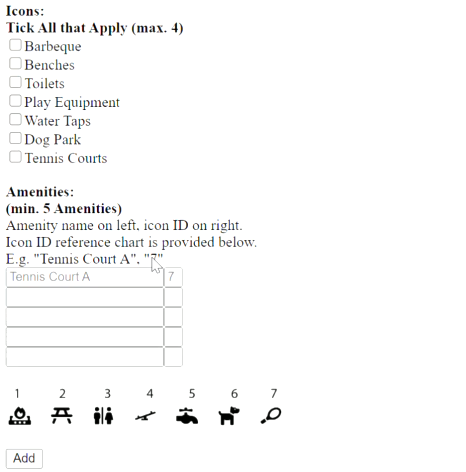 Icons:
Tick All that Apply (max. 4)
Barbeque
Benches
Toilets
Play Equipment
Water Taps
Dog Park
Tennis Courts
Amenities:
(min. 5 Amenities)
Amenity name on left, icon ID on right.
Icon ID reference chart is provided below.
E.g. "Tennis Court A", "7"
Tennis Court A 7
1 2 3 4 5 6 7
Add